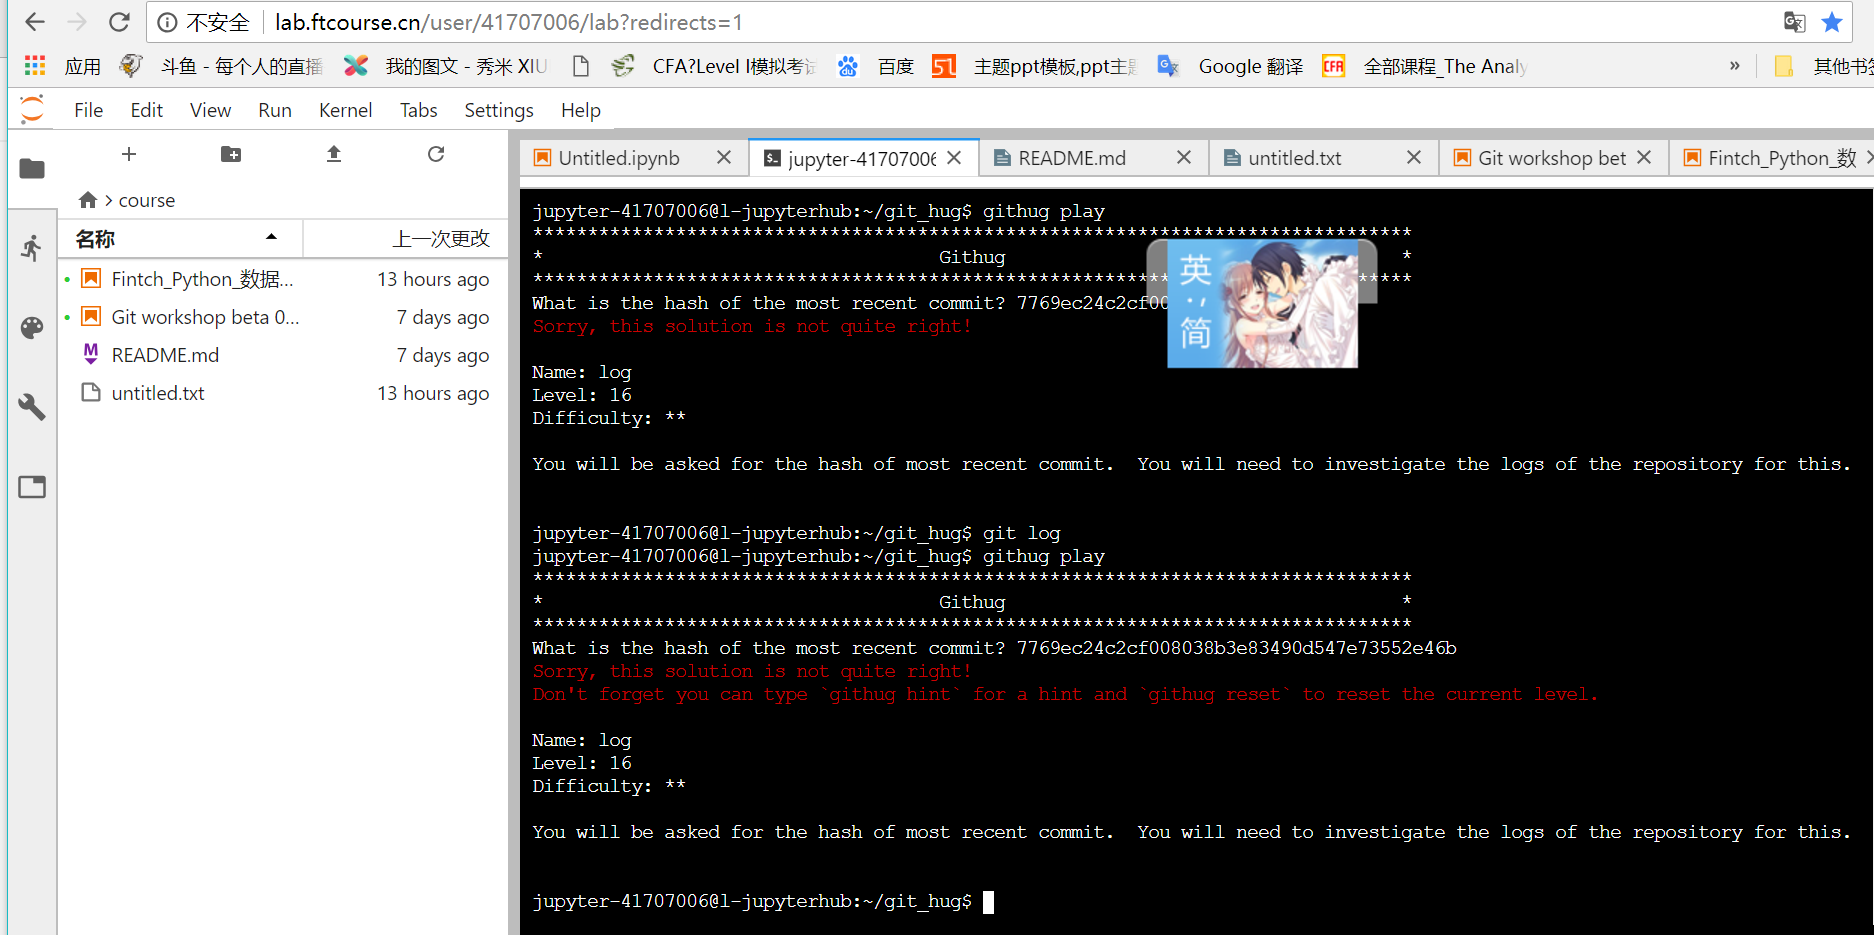 不安全 lab.ftcourse.cn/user/41707006/lab?redirects=1
应用 斗鱼 - 每个人的直播 我的图文 - 秀米 XIU CFA?Level I模拟考试 百度 51 主题ppt模板,ppt主题 Google 翻译 CFA 全部课程_The Analy » 其他书签
File Edit View Run Kernel Tabs Settings Help
Untitled.ipynb jupyter-41707006 README.md untitled.txt Git workshop bet Fintch_Python_数
course
名称 上一次更改
Fintch_Python_数据... 13 hours ago
Git workshop beta 0... 7 days ago
README.md 7 days ago
untitled.txt 13 hours ago
jupyter-41707006@l-jupyterhub:~/git_hug$ githug play
********************************************************************************
* Githug *
********************************************************************************
What is the hash of the most recent commit? 7769ec24c2cf00
Sorry, this solution is not quite right!
英
简
Name: log
Level: 16
Difficulty: **
You will be asked for the hash of most recent commit.  You will need to investigate the logs of the repository for this.
jupyter-41707006@l-jupyterhub:~/git_hug$ git log
jupyter-41707006@l-jupyterhub:~/git_hug$ githug play
********************************************************************************
* Githug *
********************************************************************************
What is the hash of the most recent commit? 7769ec24c2cf008038b3e83490d547e73552e46b
Sorry, this solution is not quite right!
Don't forget you can type `githug hint` for a hint and `githug reset` to reset the current level.
Name: log
Level: 16
Difficulty: **
You will be asked for the hash of most recent commit.  You will need to investigate the logs of the repository for this.
jupyter-41707006@l-jupyterhub:~/git_hug$